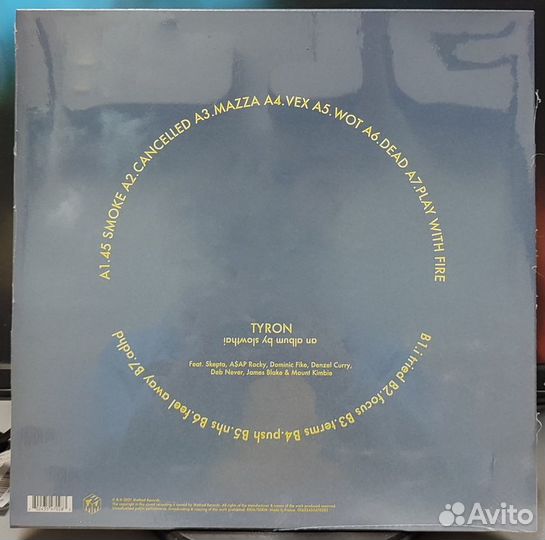 A1.45 SMOKE A2.CANCELLED A3.MAZZA A4.VEX A5.WOT A6.DEAD A7.PLAY WITH FIRE
TYRON
an album by slowthai
Feat. Skepta, A$AP Rocky, Dominic Fike, Denzel Curry,
Deb Never, James Blake & Mount Kimbie
B1.i tried B2.focus B3.terms B4.push B5.nhs B6.feel away B7.adhd
Avito